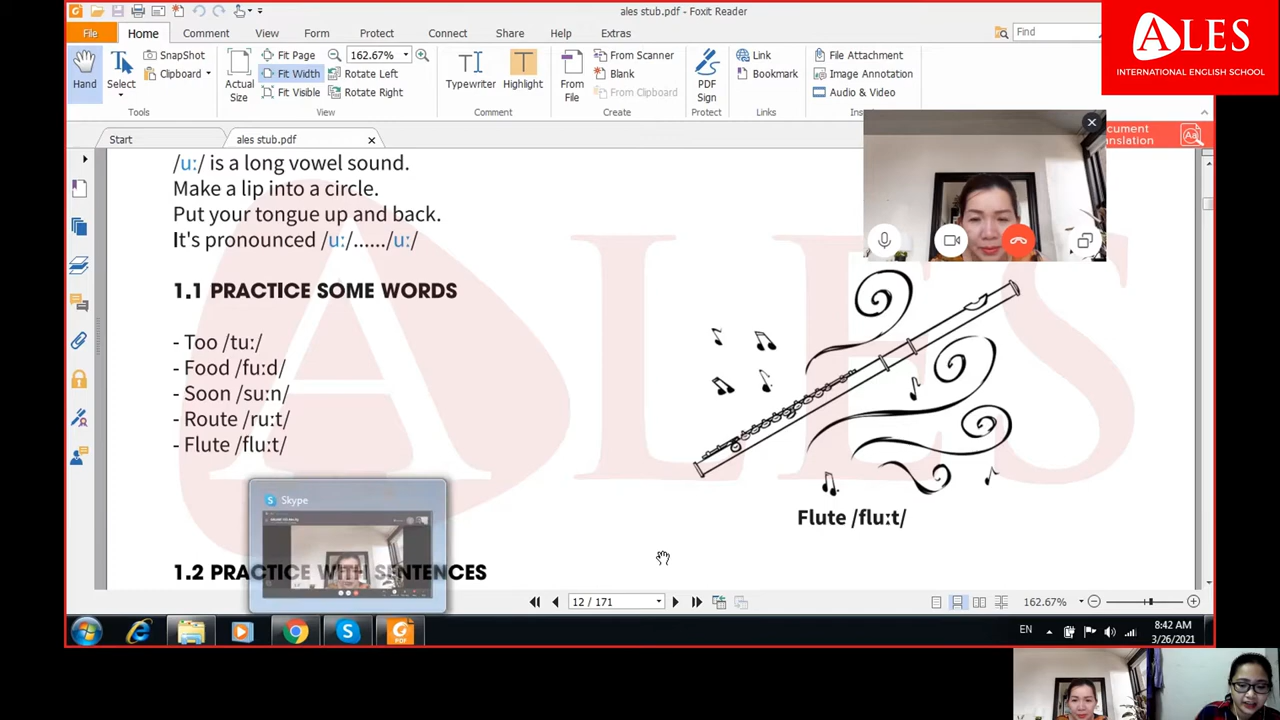 ales stub.pdf - Foxit Reader
File
Home
Comment
View
Form
Protect
Connect
Share
Help
Extras
Find
ALES
INTERNATIONAL ENGLISH SCHOOL
Hand
Select
SnapShot
Clipboard
Actual Size
Fit Page
Fit Width
Fit Visible
162.67%
Rotate Left
Rotate Right
Typewriter
Highlight
From File
From Scanner
Blank
From Clipboard
PDF Sign
Link
Bookmark
File Attachment
Image Annotation
Audio & Video
Tools
View
Comment
Create
Protect
Links
Start
ales stub.pdf
/u:/ is a long vowel sound.
Make a lip into a circle.
Put your tongue up and back.
It's pronounced /u:/....../u:/
1.1 PRACTICE SOME WORDS
- Too /tu:/
- Food /fu:d/
- Soon /su:n/
- Route /ru:t/
- Flute /flu:t/
Flute /flu:t/
Skype
1.2 PRACTICE WITH SENTENCES
ALES
12 / 171
162.67%
EN
8:42 AM
3/26/2021